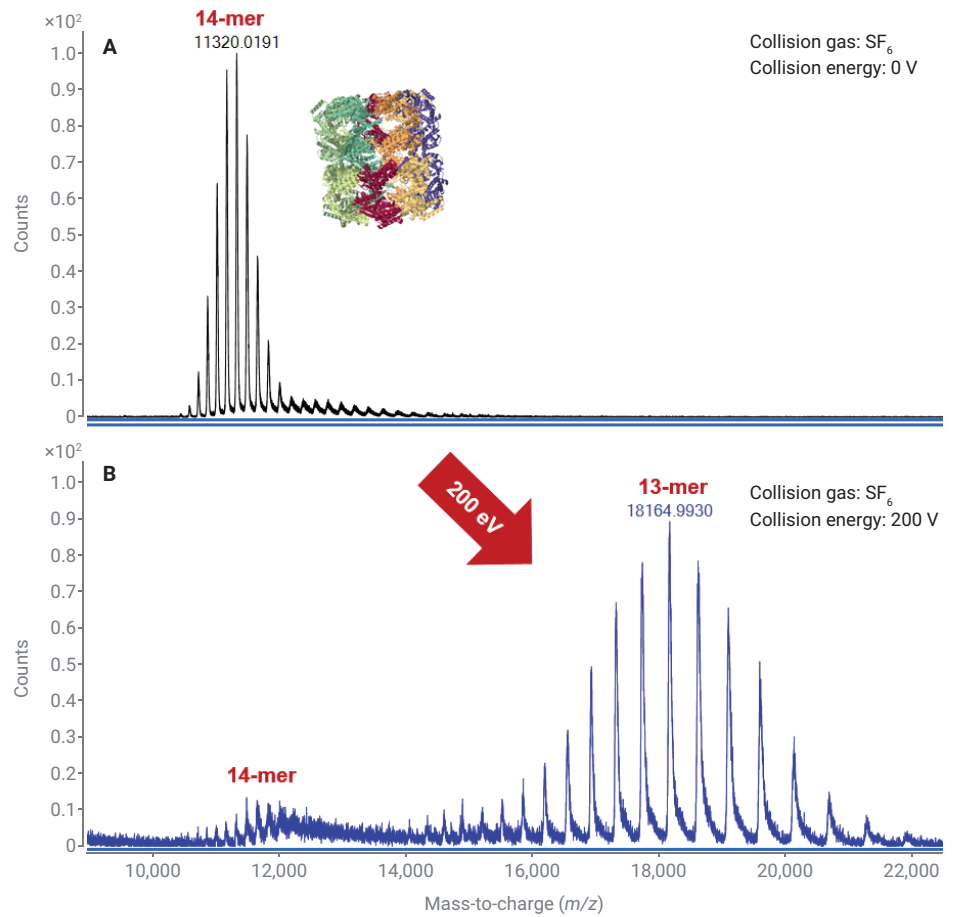 ×10²
14-mer
11320.0191
A
Collision gas: SF₆
Collision energy: 0 V
1.0
0.9
0.8
0.7
0.6
0.5
0.4
0.3
0.2
0.1
0
Counts
×10²
B
200 eV
13-mer
18164.9930
Collision gas: SF₆
Collision energy: 200 V
1.0
0.9
0.8
0.7
0.6
0.5
0.4
0.3
0.2
0.1
0
Counts
14-mer
10,000 12,000 14,000 16,000 18,000 20,000 22,000
Mass-to-charge (m/z)